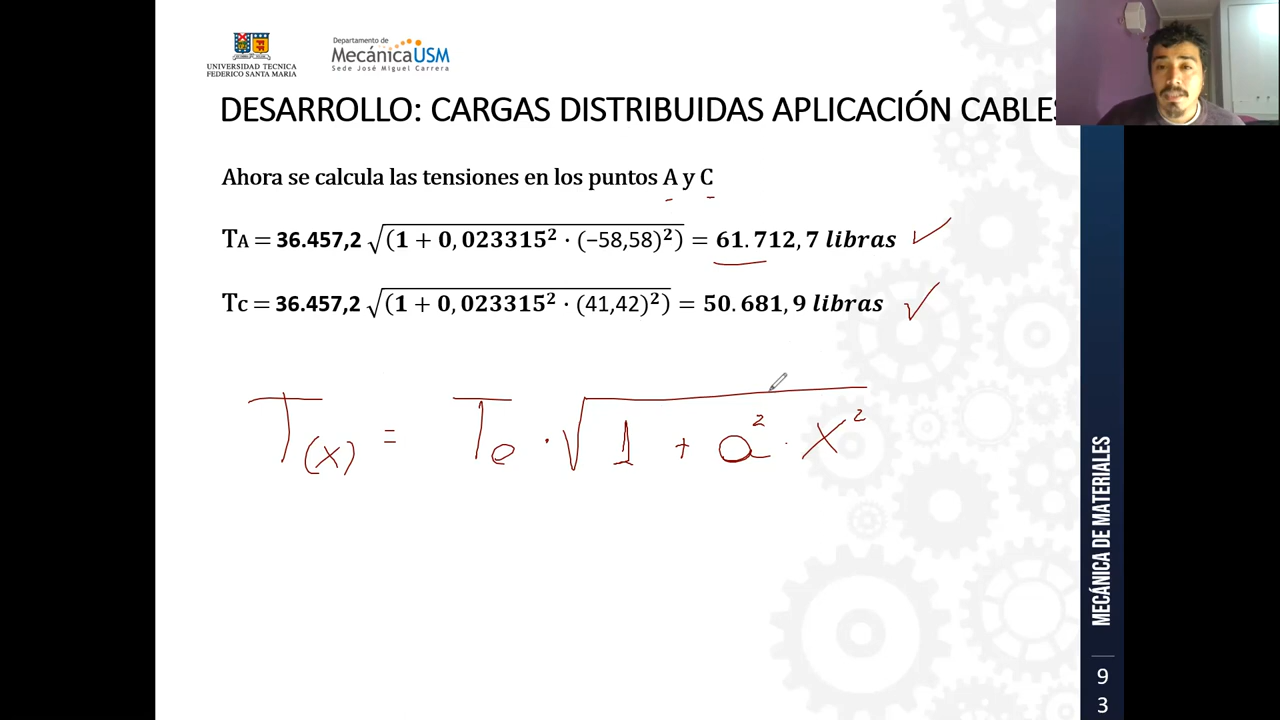 UNIVERSIDAD TECNICA
FEDERICO SANTA MARIA
Departamento de
MecánicaUSM
Sede José Miguel Carrera
DESARROLLO: CARGAS DISTRIBUIDAS APLICACIÓN CABLES
Ahora se calcula las tensiones en los puntos A y C
TA = 36.457,2 √(1 + 0,023315² · (−58,58)²) = 61.712,7 libras
Tc = 36.457,2 √(1 + 0,023315² · (41,42)²) = 50.681,9 libras
T(x) = To · √1 + a² · x²
MECÁNICA DE MATERIALES
9
3